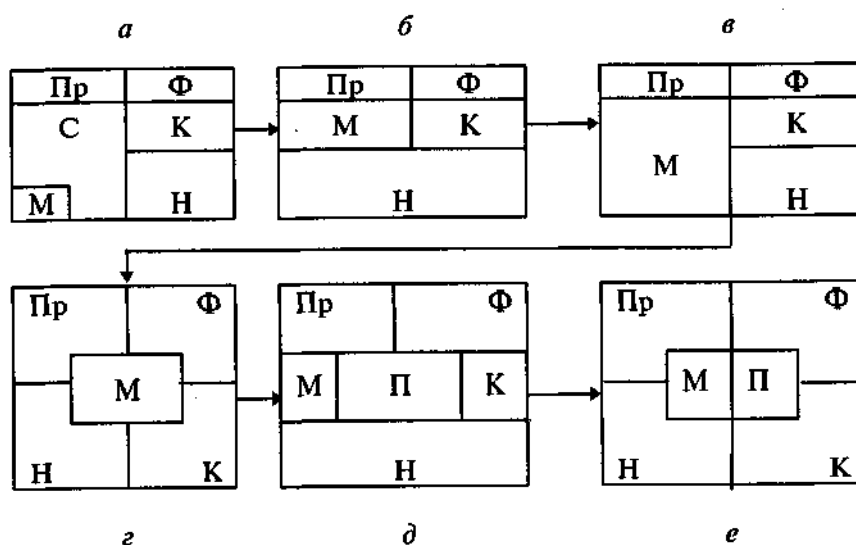 а б в
Пр Ф Пр Ф Пр Ф
С К М К К
М
М Н Н Н
Пр Ф Пр Ф Пр Ф
М М П К М П
Н К Н Н К
г д е